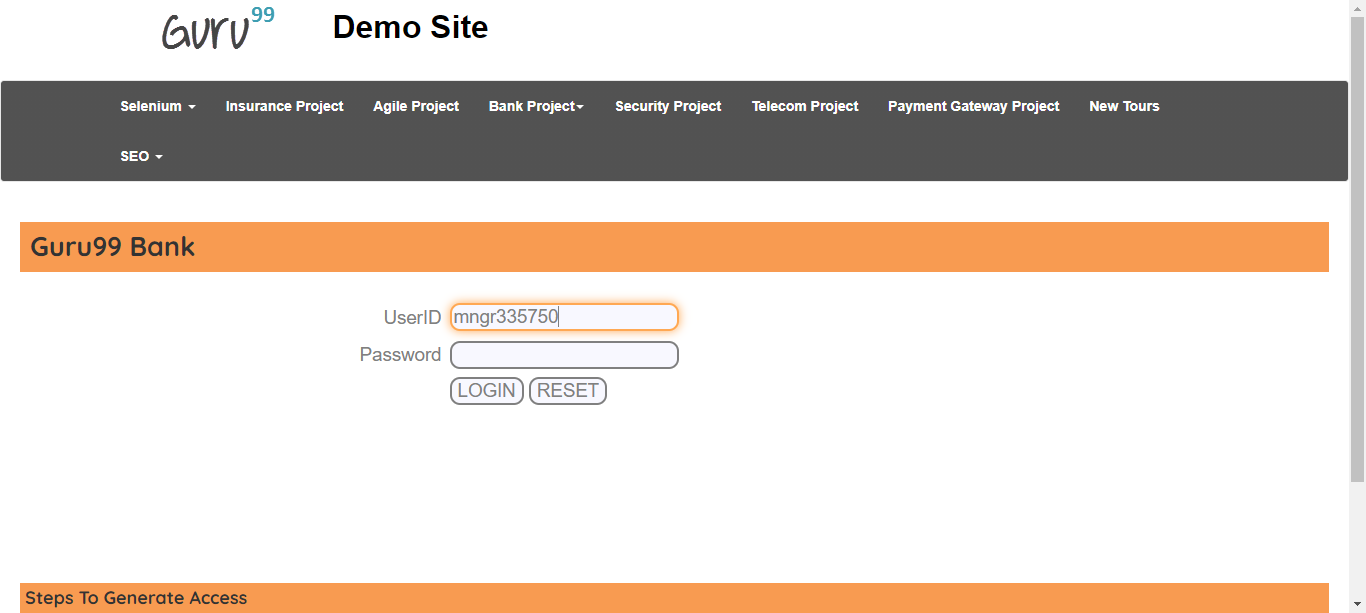 Guru99 Demo Site
Selenium Insurance Project Agile Project Bank Project Security Project Telecom Project Payment Gateway Project New Tours
SEO
Guru99 Bank
UserID mngr335750
Password
LOGIN RESET
Steps To Generate Access